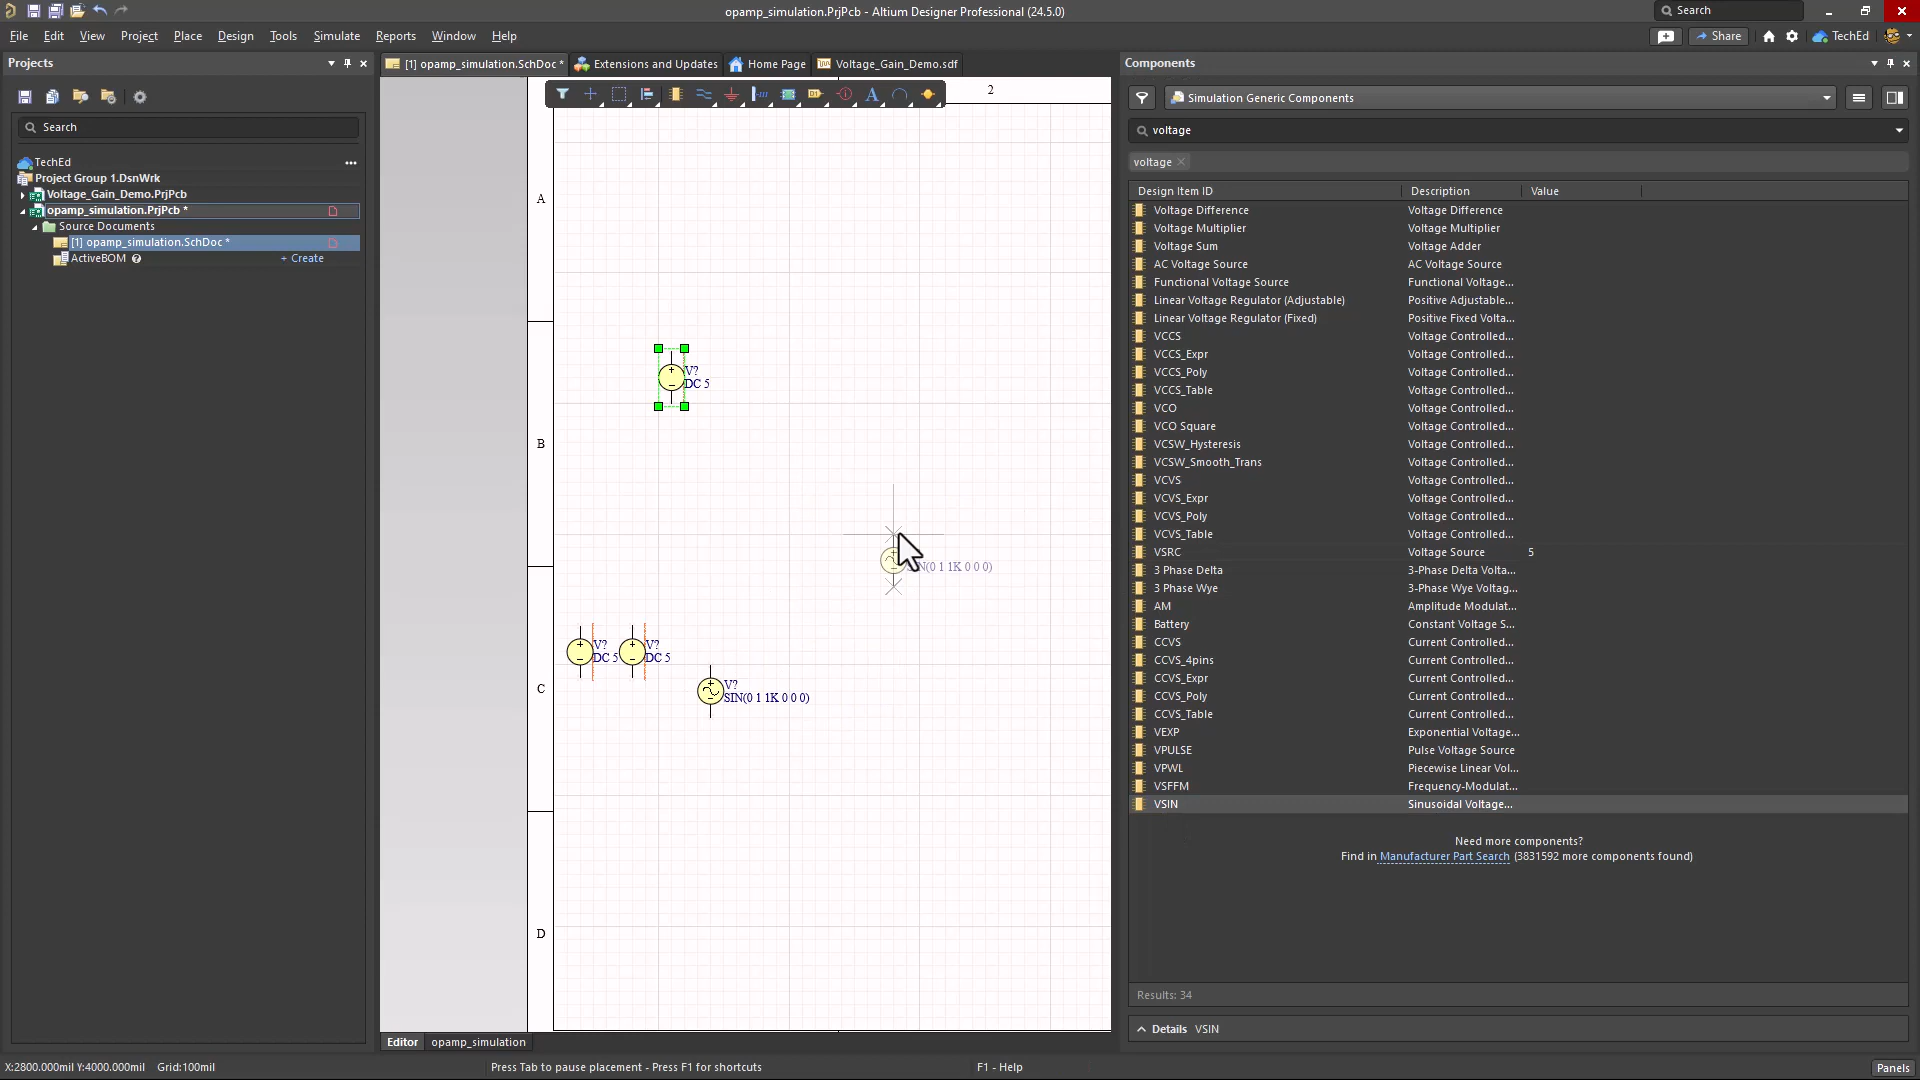 opamp_simulation.PrjPcb - Altium Designer Professional (24.5.0)
Search
File Edit View Project Place Design Tools Simulate Reports Window Help
Share
TechEd
Projects
[1] opamp_simulation.SchDoc *
Extensions and Updates
Home Page
Voltage_Gain_Demo.sdf
Components
Search
TechEd
Project Group 1.DsnWrk
Voltage_Gain_Demo.PrjPcb
opamp_simulation.PrjPcb *
Source Documents
[1] opamp_simulation.SchDoc *
ActiveBOM
+ Create
2
A
B
C
D
V?
DC 5
V?
DC 5
V?
DC 5
V?
SIN(0 1 1K 0 0 0)
N(0 1 1K 0 0 0)
Simulation Generic Components
voltage
voltage
Design Item ID Description Value
Voltage Difference Voltage Difference
Voltage Multiplier Voltage Multiplier
Voltage Sum Voltage Adder
AC Voltage Source AC Voltage Source
Functional Voltage Source Functional Voltage...
Linear Voltage Regulator (Adjustable) Positive Adjustable...
Linear Voltage Regulator (Fixed) Positive Fixed Volta...
VCCS Voltage Controlled...
VCCS_Expr Voltage Controlled...
VCCS_Poly Voltage Controlled...
VCCS_Table Voltage Controlled...
VCO Voltage Controlled...
VCO Square Voltage Controlled...
VCSW_Hysteresis Voltage Controlled...
VCSW_Smooth_Trans Voltage Controlled...
VCVS Voltage Controlled...
VCVS_Expr Voltage Controlled...
VCVS_Poly Voltage Controlled...
VCVS_Table Voltage Controlled...
VSRC Voltage Source 5
3 Phase Delta 3-Phase Delta Volta...
3 Phase Wye 3-Phase Wye Voltag...
AM Amplitude Modulat...
Battery Constant Voltage S...
CCVS Current Controlled...
CCVS_4pins Current Controlled...
CCVS_Expr Current Controlled...
CCVS_Poly Current Controlled...
CCVS_Table Current Controlled...
VEXP Exponential Voltage...
VPULSE Pulse Voltage Source
VPWL Piecewise Linear Vol...
VSFFM Frequency-Modulat...
VSIN Sinusoidal Voltage...
Need more components?
Find in Manufacturer Part Search (3831592 more components found)
Results: 34
Details VSIN
Editor opamp_simulation
X:2800.000mil Y:4000.000mil Grid:100mil
Press Tab to pause placement - Press F1 for shortcuts
F1 - Help
Panels